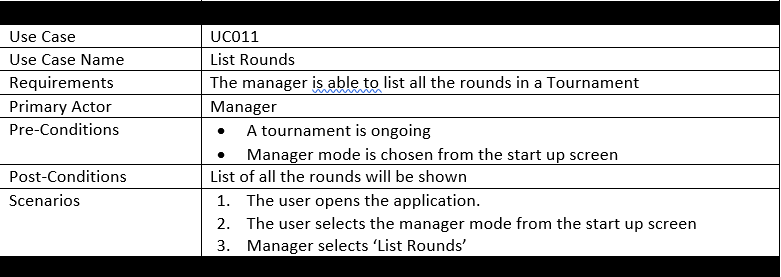 Use Case UC011
Use Case Name List Rounds
Requirements The manager is able to list all the rounds in a Tournament
Primary Actor Manager
Pre-Conditions • A tournament is ongoing
• Manager mode is chosen from the start up screen
Post-Conditions List of all the rounds will be shown
Scenarios 1. The user opens the application.
2. The user selects the manager mode from the start up screen
3. Manager selects ‘List Rounds’